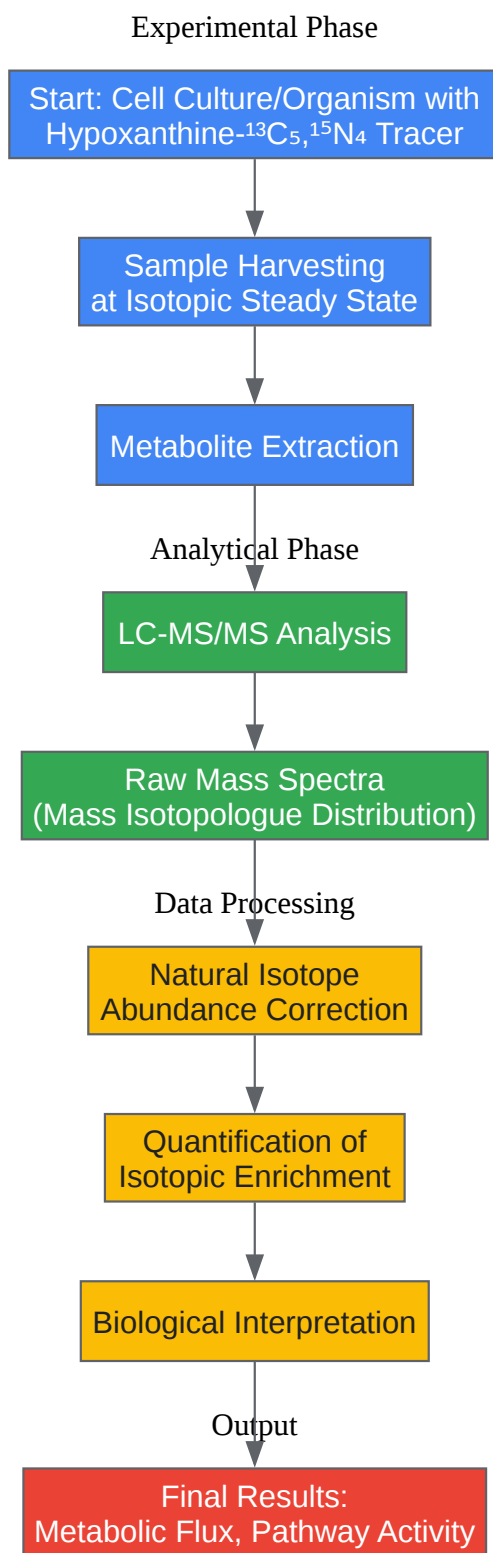 Experimental Phase
Start: Cell Culture/Organism with
Hypoxanthine-¹³C₅,¹⁵N₄ Tracer
Sample Harvesting
at Isotopic Steady State
Metabolite Extraction
Analytical Phase
LC-MS/MS Analysis
Raw Mass Spectra
(Mass Isotopologue Distribution)
Data Processing
Natural Isotope
Abundance Correction
Quantification of
Isotopic Enrichment
Biological Interpretation
Output
Final Results:
Metabolic Flux, Pathway Activity